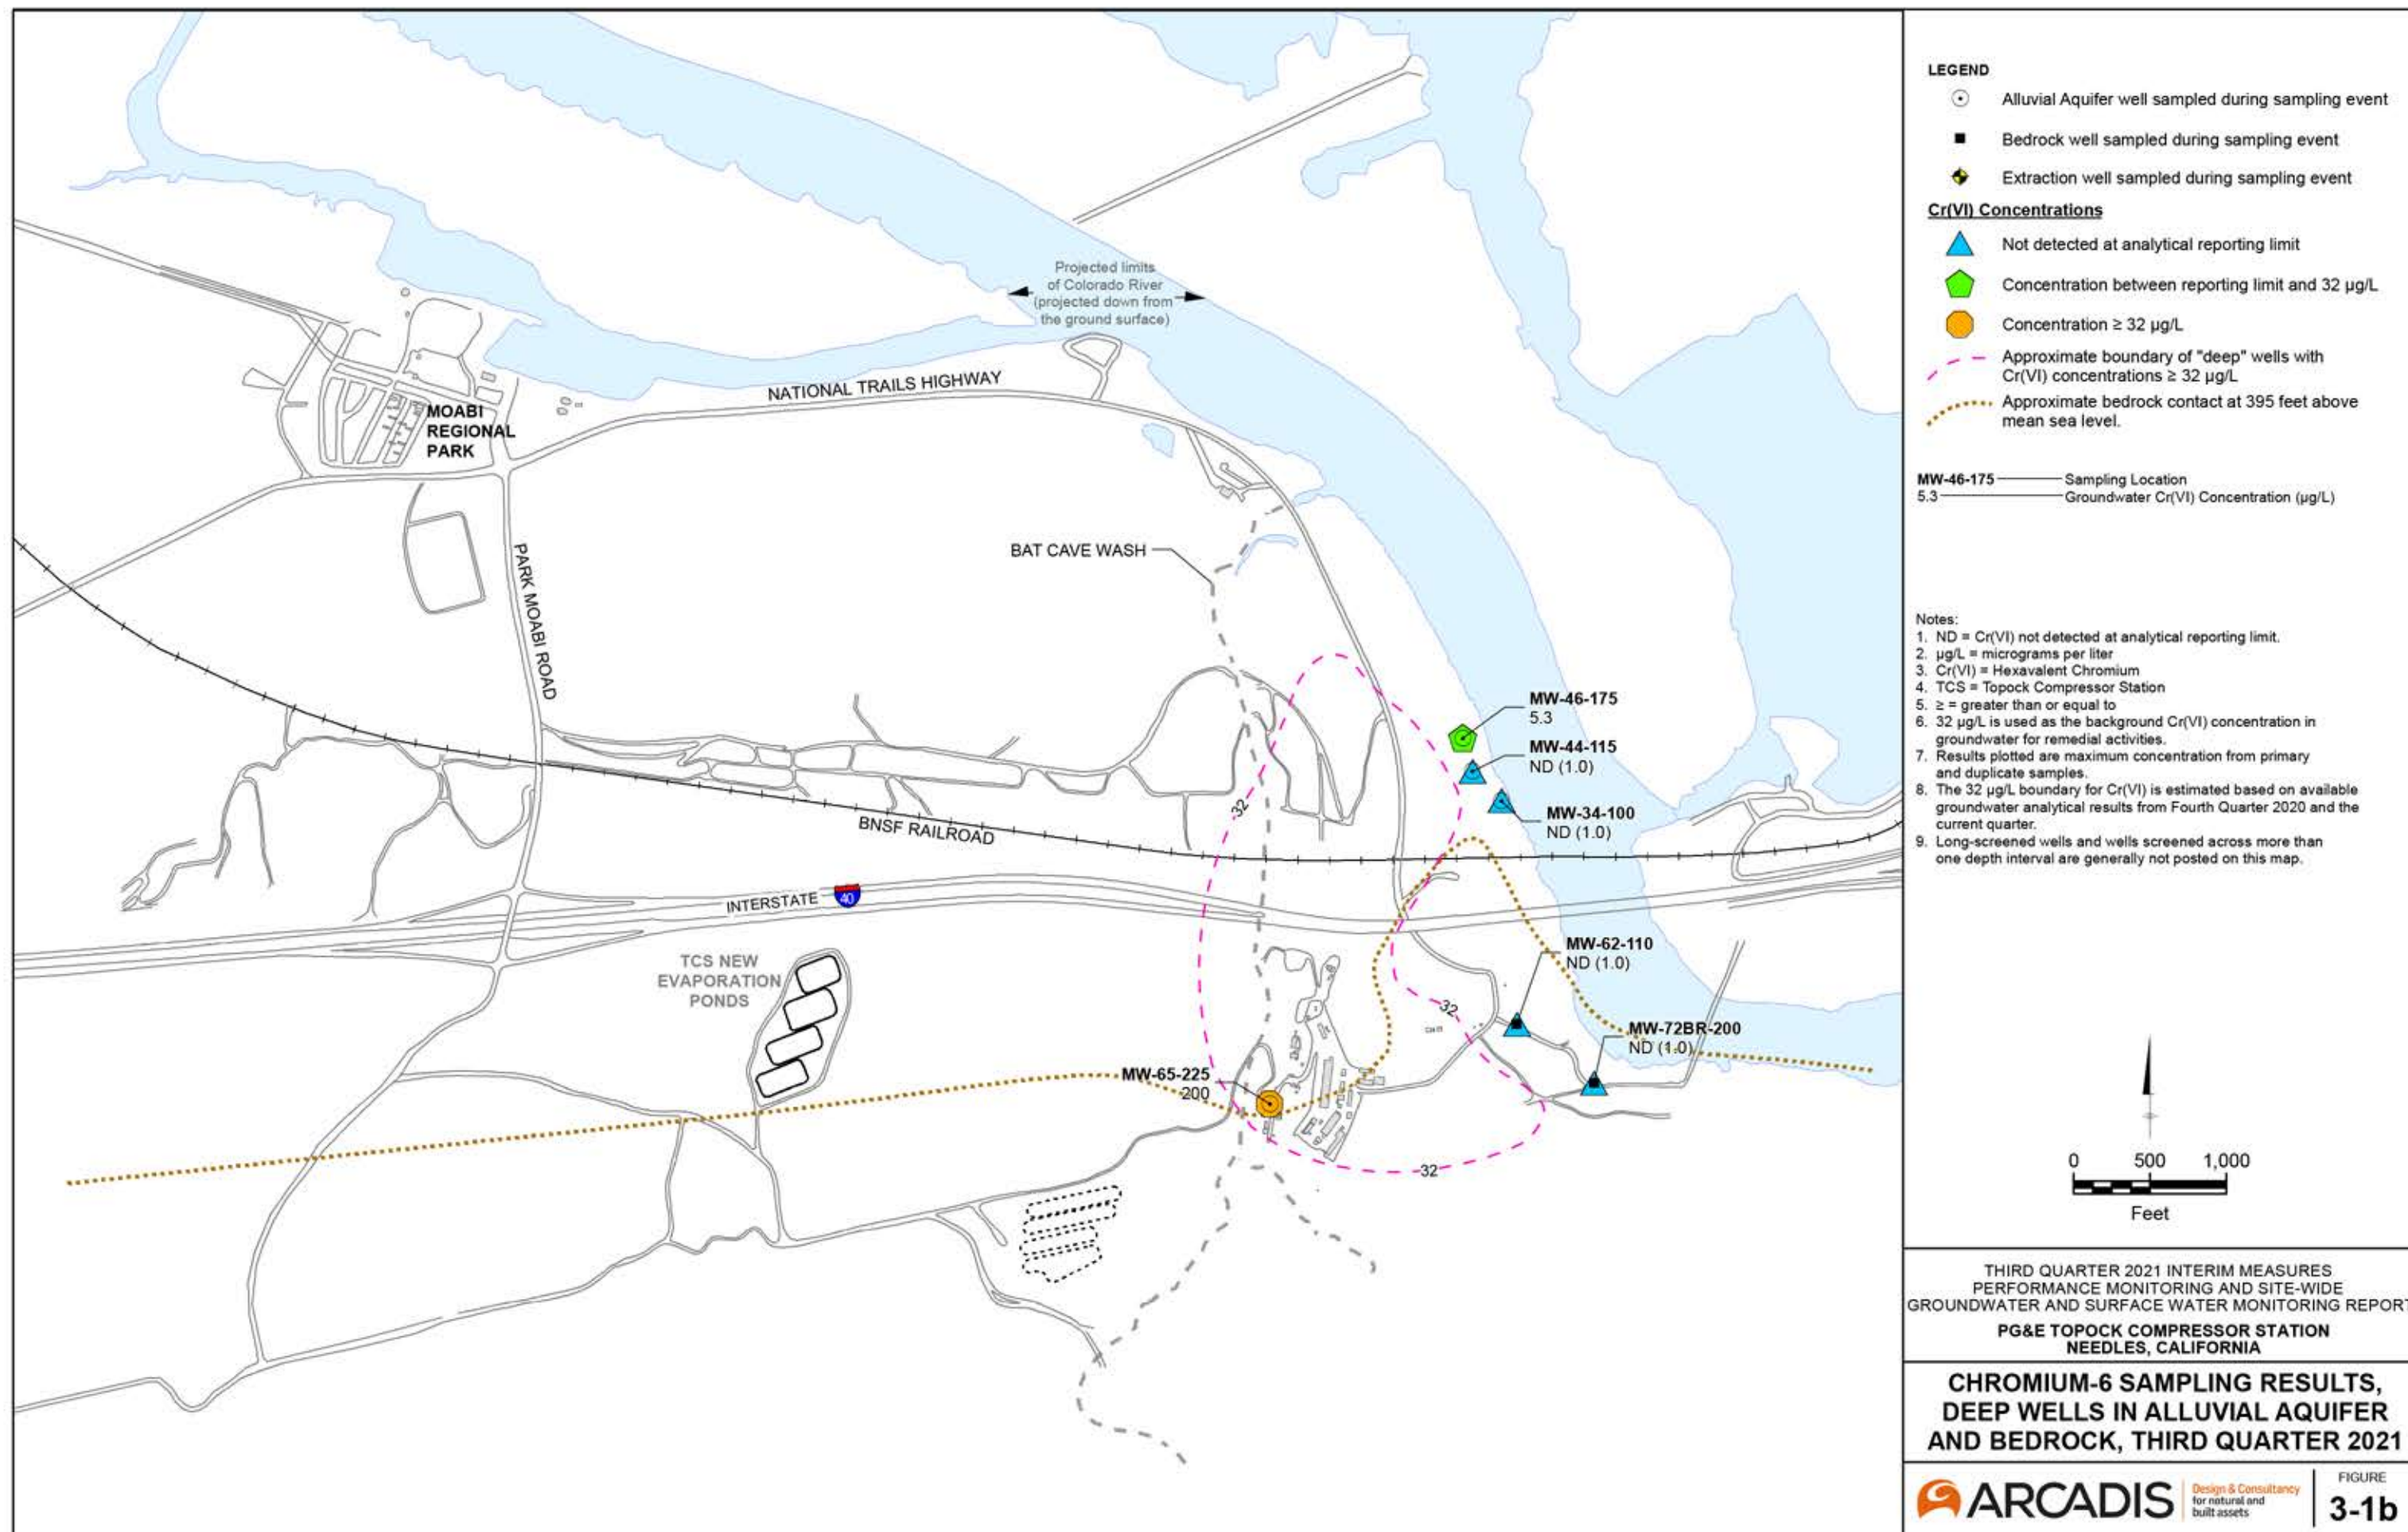 Projected limits
of Colorado River
(projected down from
the ground surface)
NATIONAL TRAILS HIGHWAY
MOABI
REGIONAL
PARK
BAT CAVE WASH
PARK MOABI ROAD
MW-46-175
5.3
MW-44-115
ND (1.0)
MW-34-100
ND (1.0)
32
BNSF RAILROAD
INTERSTATE 40
TCS NEW
EVAPORATION
PONDS
MW-62-110
ND (1.0)
32
MW-72BR-200
ND (1.0)
MW-65-225
200
32
LEGEND
Alluvial Aquifer well sampled during sampling event
Bedrock well sampled during sampling event
Extraction well sampled during sampling event
Cr(VI) Concentrations
Not detected at analytical reporting limit
Concentration between reporting limit and 32 µg/L
Concentration ≥ 32 µg/L
Approximate boundary of "deep" wells with
Cr(VI) concentrations ≥ 32 µg/L
Approximate bedrock contact at 395 feet above
mean sea level.
MW-46-175 Sampling Location
5.3 Groundwater Cr(VI) Concentration (µg/L)
Notes:
1. ND = Cr(VI) not detected at analytical reporting limit.
2. µg/L = micrograms per liter
3. Cr(VI) = Hexavalent Chromium
4. TCS = Topock Compressor Station
5. ≥ = greater than or equal to
6. 32 µg/L is used as the background Cr(VI) concentration in
groundwater for remedial activities.
7. Results plotted are maximum concentration from primary
and duplicate samples.
8. The 32 µg/L boundary for Cr(VI) is estimated based on available
groundwater analytical results from Fourth Quarter 2020 and the
current quarter.
9. Long-screened wells and wells screened across more than
one depth interval are generally not posted on this map.
0 500 1,000
Feet
THIRD QUARTER 2021 INTERIM MEASURES
PERFORMANCE MONITORING AND SITE-WIDE
GROUNDWATER AND SURFACE WATER MONITORING REPORT
PG&E TOPOCK COMPRESSOR STATION
NEEDLES, CALIFORNIA
CHROMIUM-6 SAMPLING RESULTS,
DEEP WELLS IN ALLUVIAL AQUIFER
AND BEDROCK, THIRD QUARTER 2021
ARCADIS
Design & Consultancy
for natural and
built assets
FIGURE
3-1b